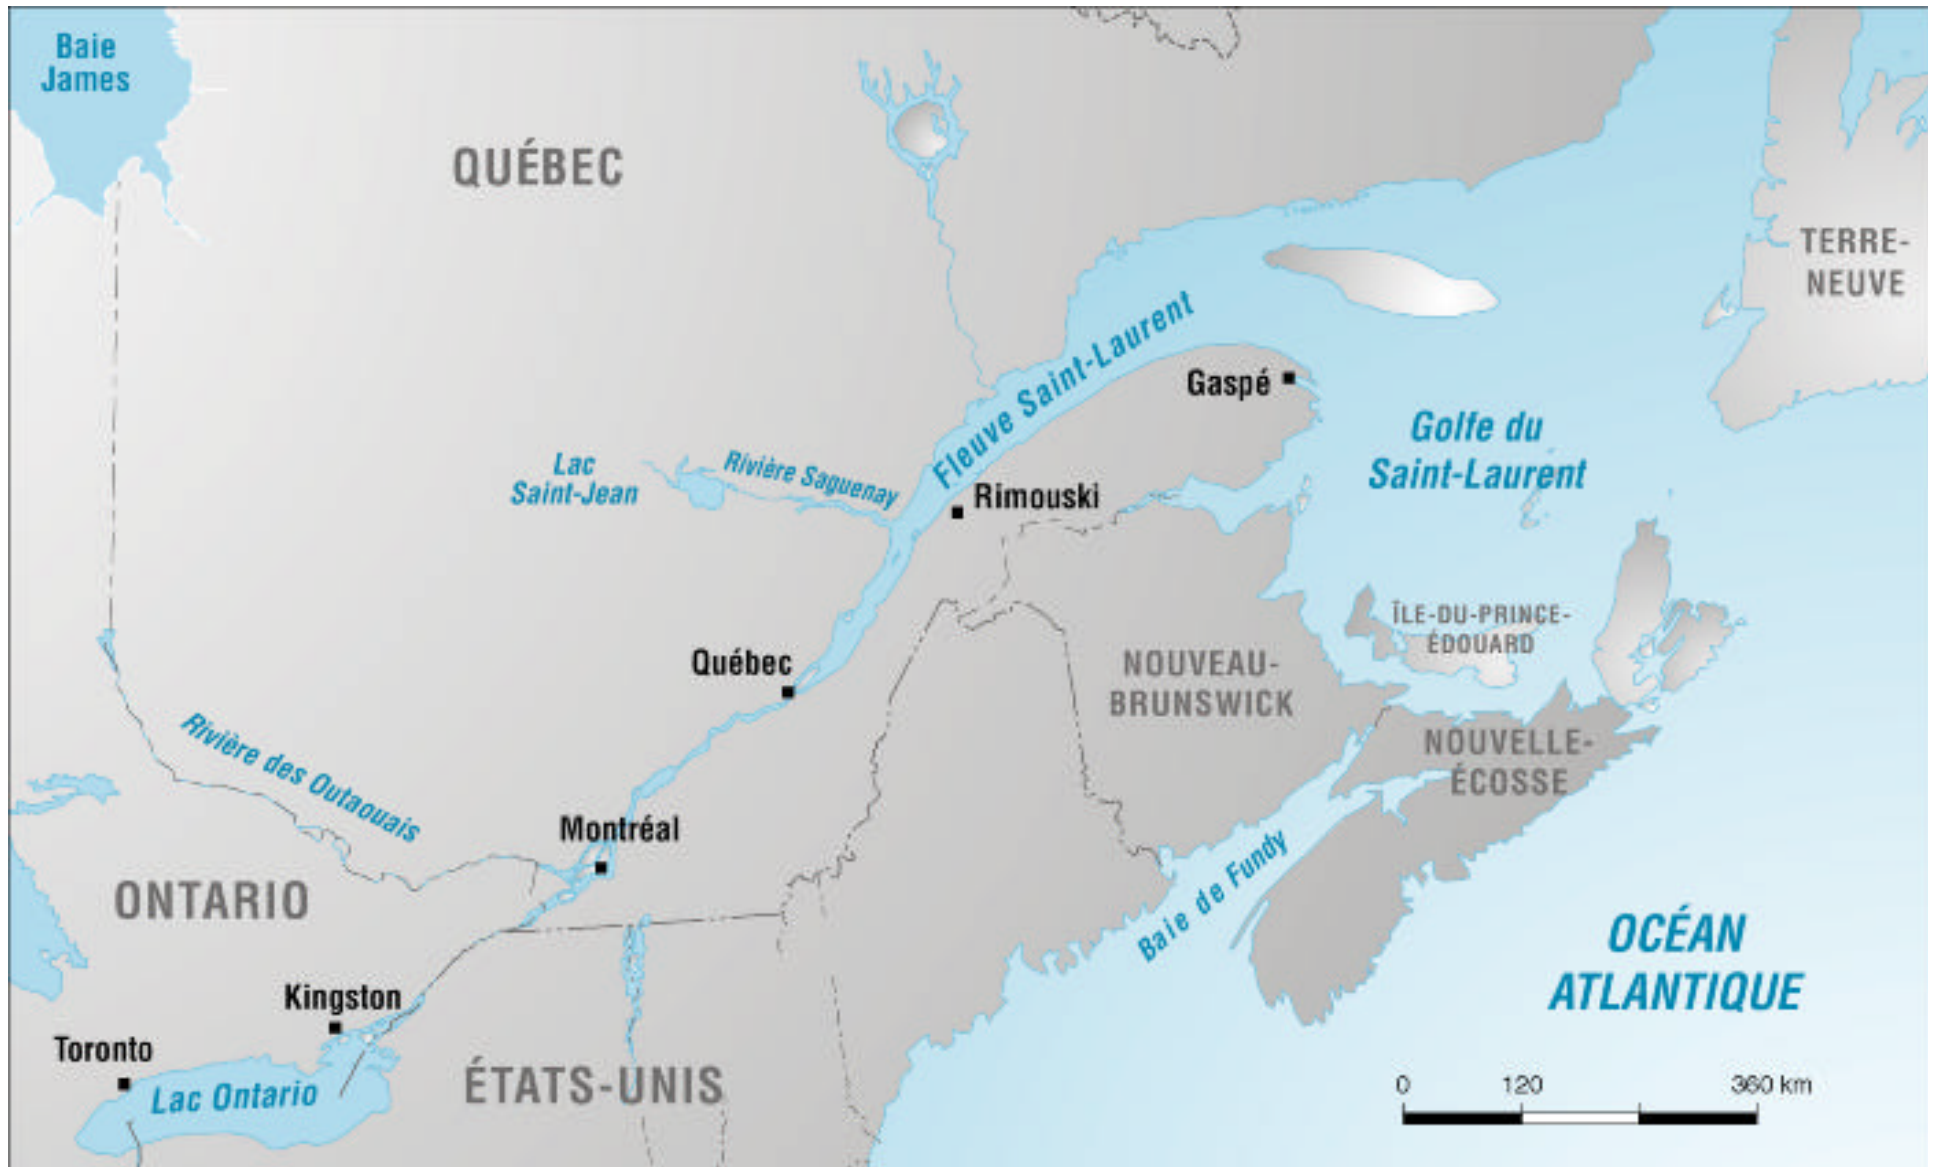 Baie
James
QUÉBEC
TERRE-
NEUVE
Fleuve Saint-Laurent
Gaspé
Golfe du
Saint-Laurent
Lac
Saint-Jean
Rivière Saguenay
Rimouski
ÎLE-DU-PRINCE-
ÉDOUARD
Québec
NOUVEAU-
BRUNSWICK
Rivière des Outaouais
NOUVELLE-
ÉCOSSE
Montréal
Baie de Fundy
ONTARIO
OCÉAN
ATLANTIQUE
Kingston
Toronto
Lac Ontario
ÉTATS-UNIS
0 120 360 km